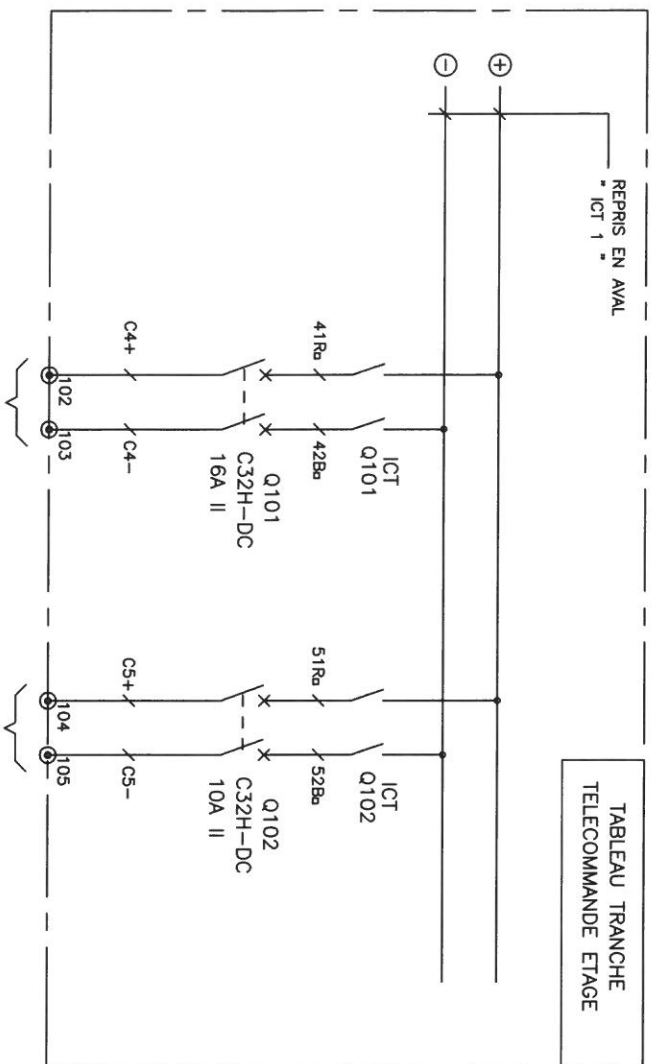 TABLEAU TRANCHE
TELECOMMANDE ETAGE
REPRIS EN AVAL
" ICT 1 "
+
-
ICT
Q101
41Ra
42Ba
Q101
C32H-DC
16A II
C4+
C4-
102
103
ICT
Q102
51Ra
52Ba
Q102
C32H-DC
10A II
C5+
C5-
104
105